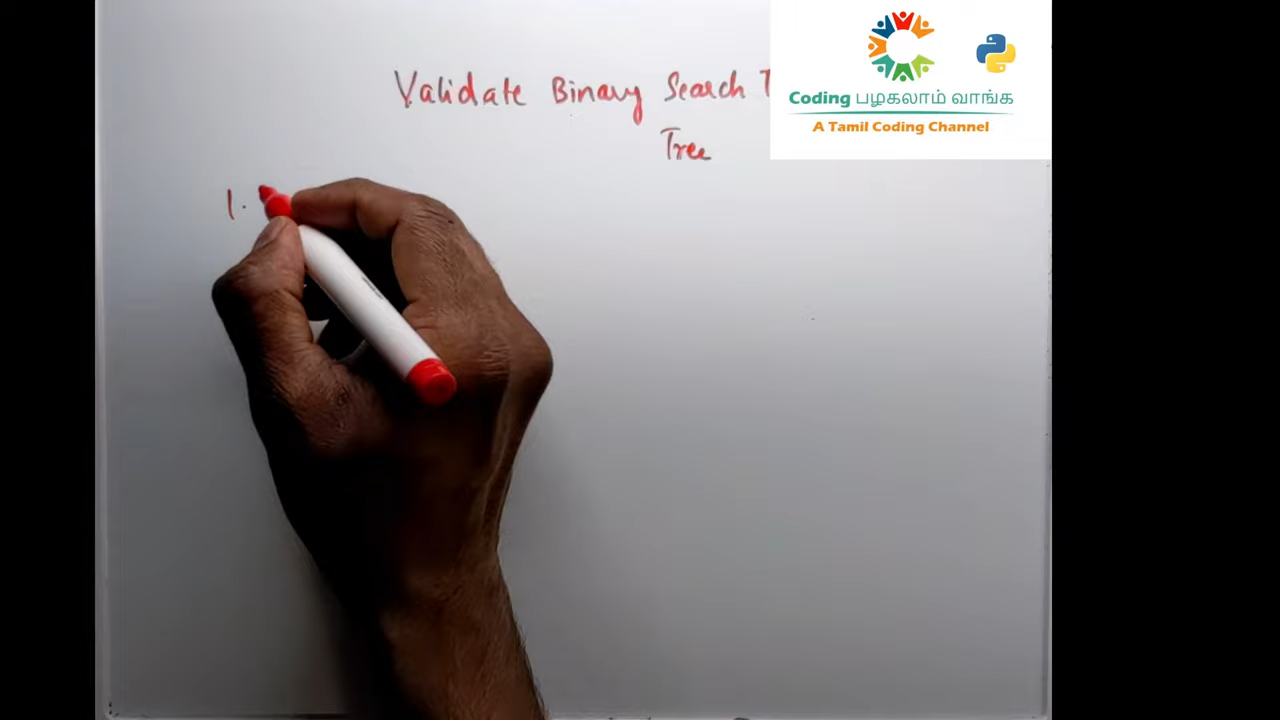 Validate Binary Search T
Tree
1.
Coding பழகலாம் வாங்க
A Tamil Coding Channel